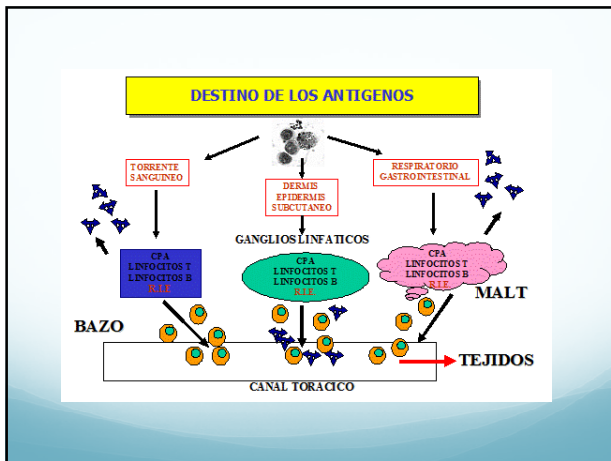 DESTINO DE LOS ANTIGENOS
TORRENTE
SANGUINEO
DERMIS
EPIDERMIS
SUBCUTANEO
RESPIRATORIO
GASTROINTESTINAL
GANGLIOS LINFATICOS
CPA
LINFOCITOS T
LINFOCITOS B
R.I.E.
CPA
LINFOCITOS T
LINFOCITOS B
R.I.E.
CPA
LINFOCITOS T
LINFOCITOS B
R.I.E.
BAZO
MALT
TEJIDOS
CANAL TORACICO